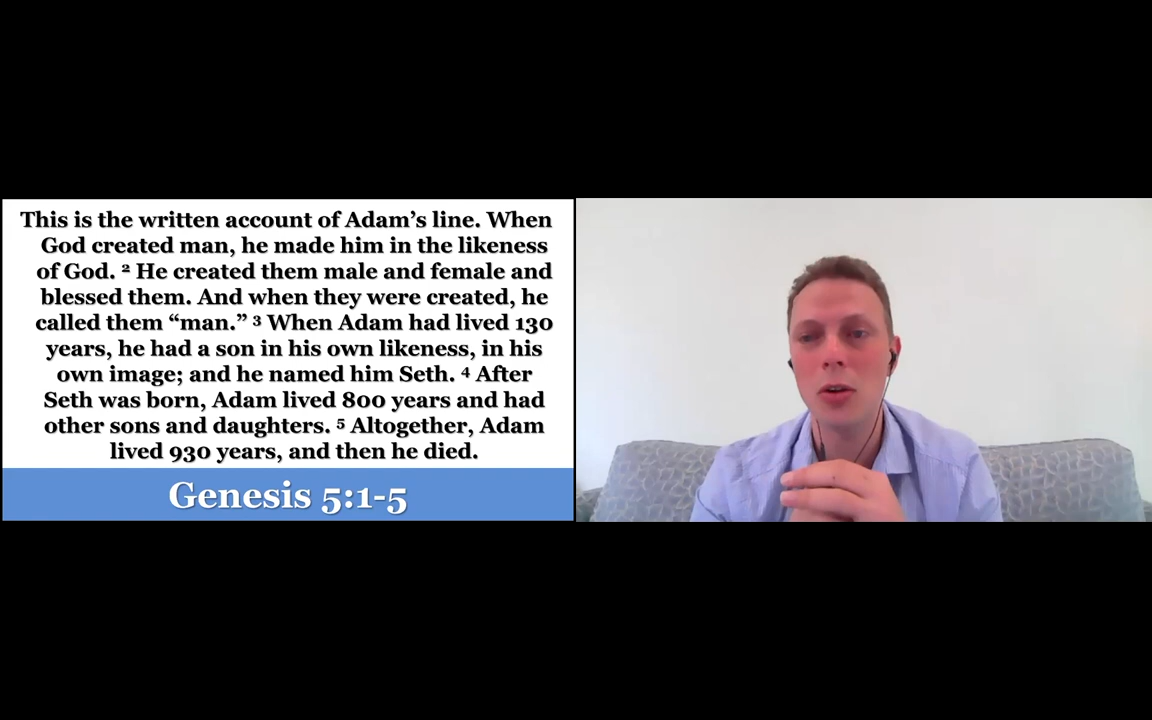 This is the written account of Adam’s line. When
God created man, he made him in the likeness
of God. ² He created them male and female and
blessed them. And when they were created, he
called them “man.” ³ When Adam had lived 130
years, he had a son in his own likeness, in his
own image; and he named him Seth. ⁴ After
Seth was born, Adam lived 800 years and had
other sons and daughters. ⁵ Altogether, Adam
lived 930 years, and then he died.
Genesis 5:1-5